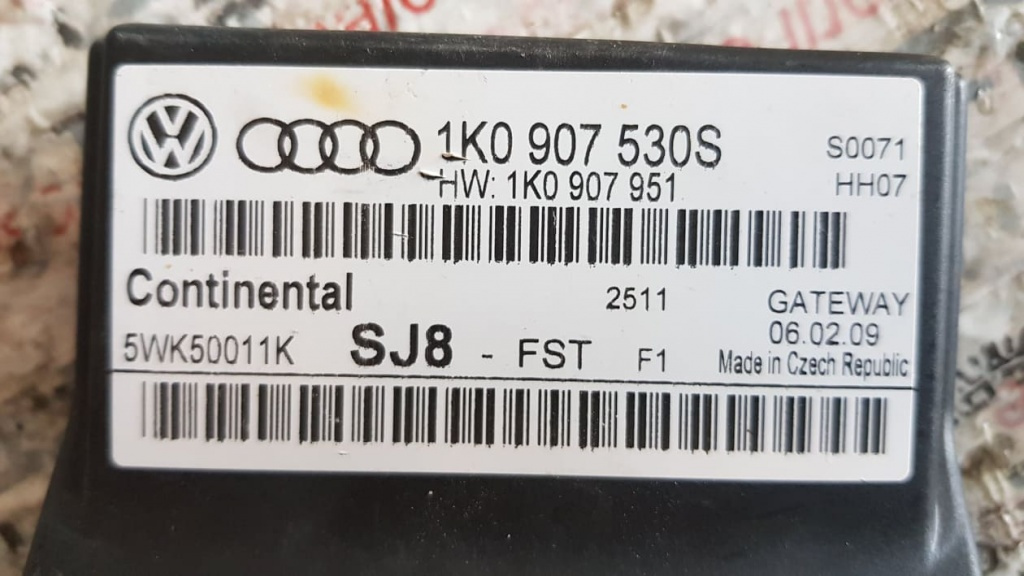 1K0 907 530S
S0071
HW: 1K0 907 951
HH07
Continental
2511
GATEWAY
06.02.09
5WK50011K
SJ8 - FST F1
Made in Czech Republic